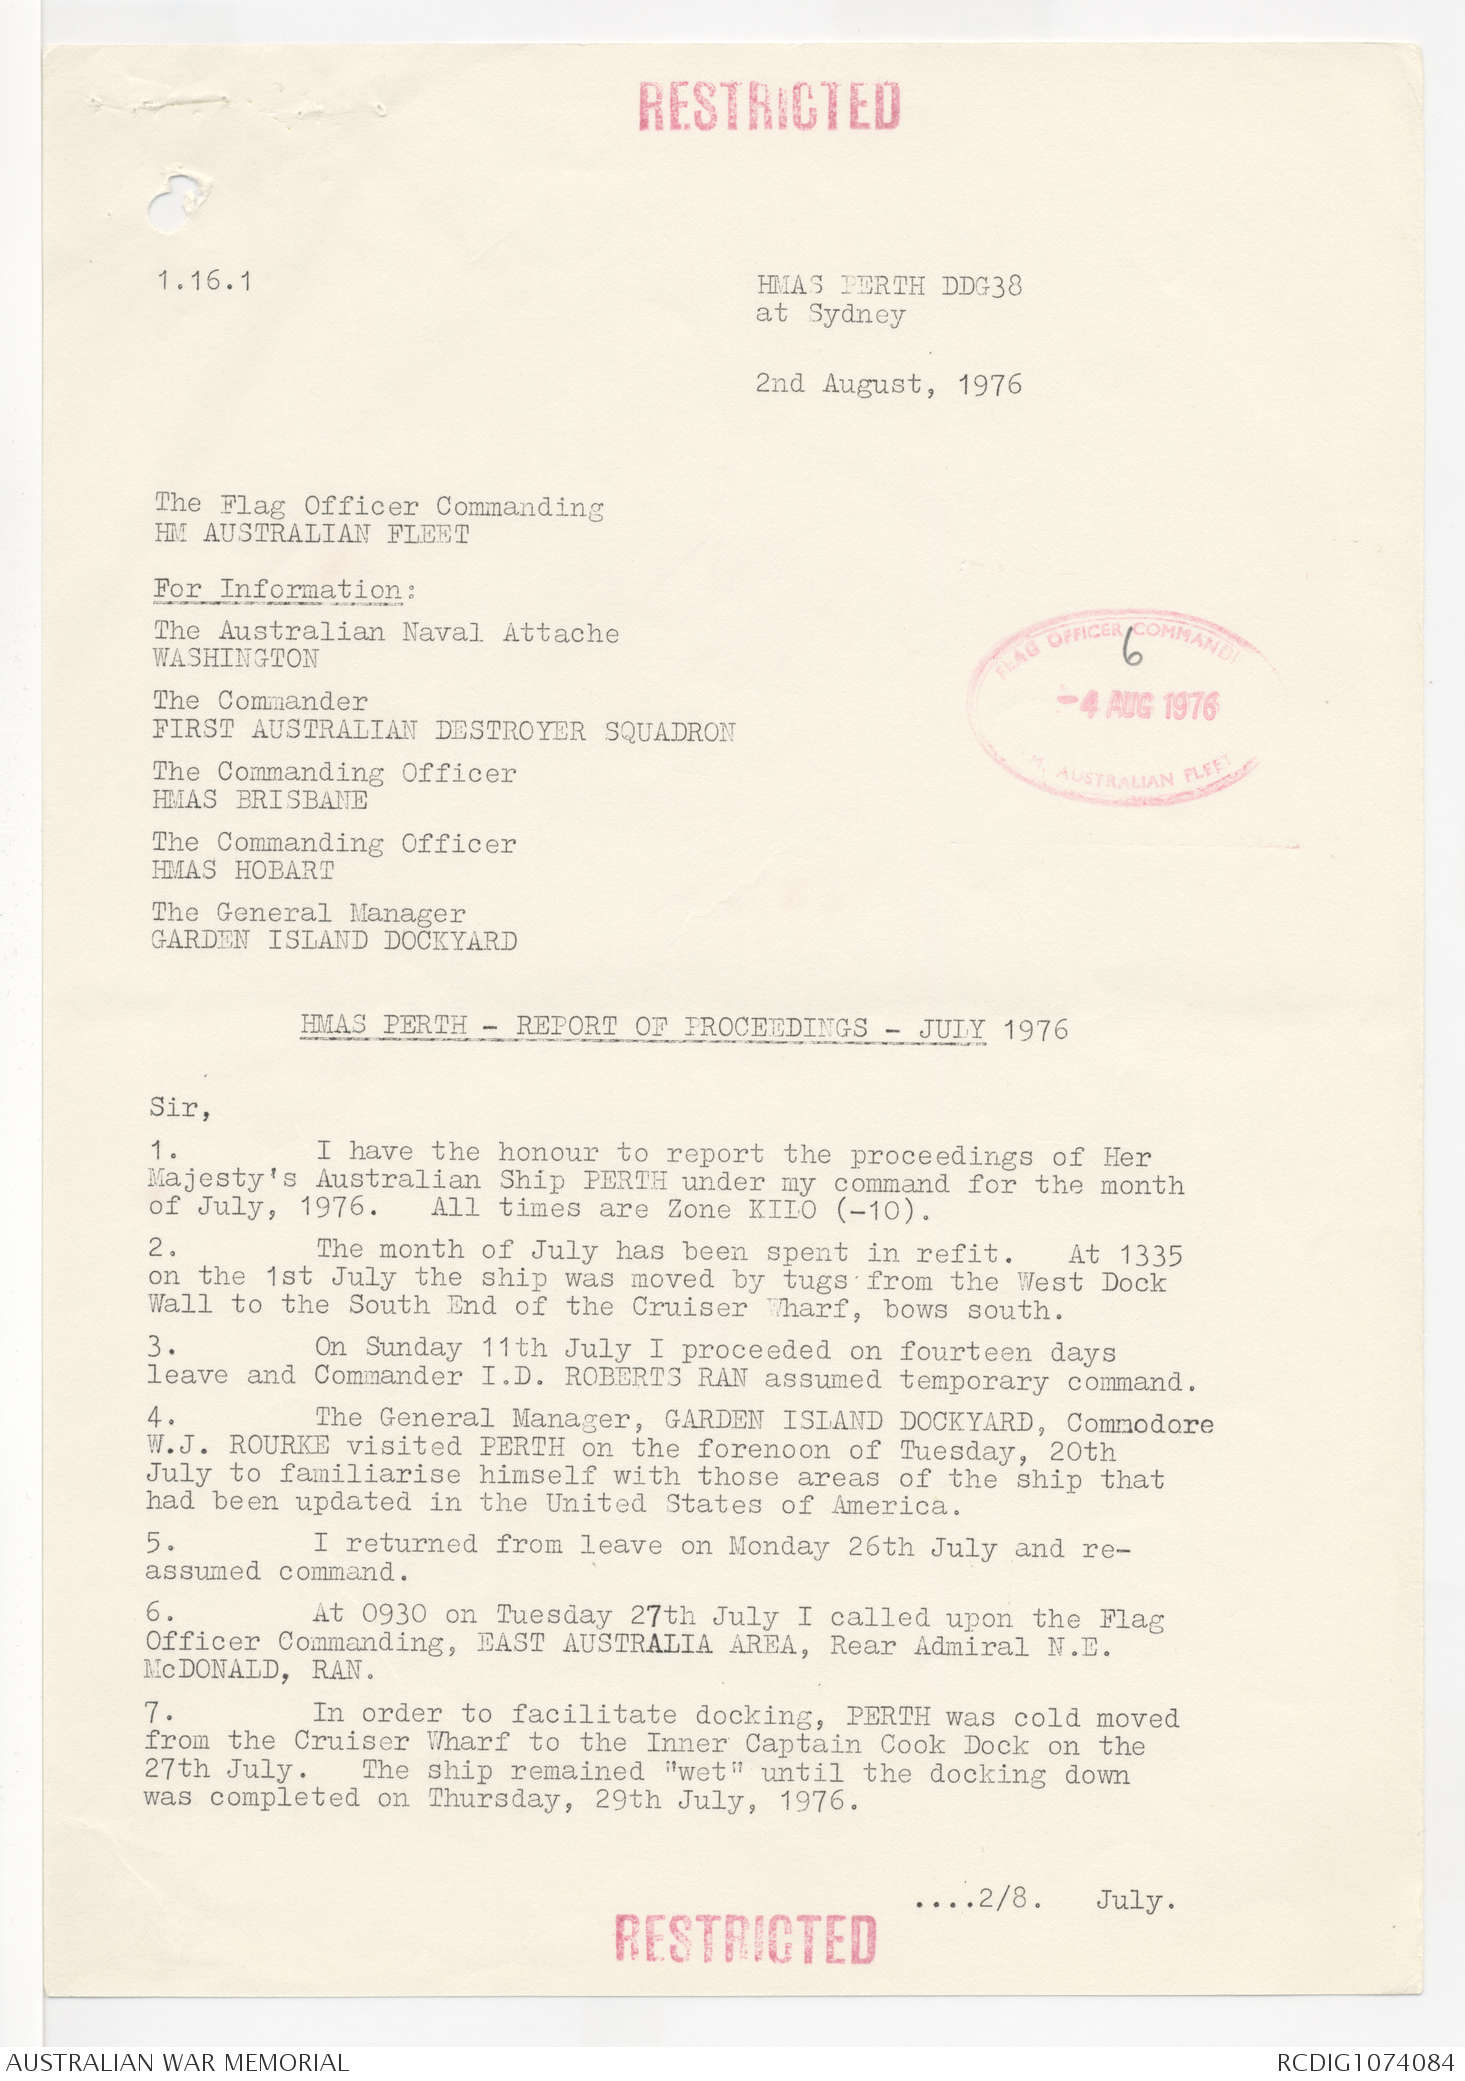 RESTRICTED
1.16.1
HMAS PERTH DDG38
at Sydney
2nd August, 1976
The Flag Officer Commanding
HM AUSTRALIAN FLEET
For Information:
The Australian Naval Attache
WASHINGTON
The Commander
FIRST AUSTRALIAN DESTROYER SQUADRON
The Commanding Officer
HMAS BRISBANE
The Commanding Officer
HMAS HOBART
The General Manager
GARDEN ISLAND DOCKYARD
FLAG OFFICER COMMANDI
6
-4 AUG 1976
M. AUSTRALIAN FLEET
HMAS PERTH - REPORT OF PROCEEDINGS - JULY 1976
Sir,
1. I have the honour to report the proceedings of Her
Majesty's Australian Ship PERTH under my command for the month
of July, 1976. All times are Zone KILO (-10).
2. The month of July has been spent in refit. At 1335
on the 1st July the ship was moved by tugs from the West Dock
Wall to the South End of the Cruiser Wharf, bows south.
3. On Sunday 11th July I proceeded on fourteen days
leave and Commander I.D. ROBERTS RAN assumed temporary command.
4. The General Manager, GARDEN ISLAND DOCKYARD, Commodore
W.J. ROURKE visited PERTH on the forenoon of Tuesday, 20th
July to familiarise himself with those areas of the ship that
had been updated in the United States of America.
5. I returned from leave on Monday 26th July and re-
assumed command.
6. At 0930 on Tuesday 27th July I called upon the Flag
Officer Commanding, EAST AUSTRALIA AREA, Rear Admiral N.E.
McDONALD, RAN.
7. In order to facilitate docking, PERTH was cold moved
from the Cruiser Wharf to the Inner Captain Cook Dock on the
27th July. The ship remained "wet" until the docking down
was completed on Thursday, 29th July, 1976.
....2/8. July.
RESTRICTED
AUSTRALIAN WAR MEMORIAL
RCDIG1074084